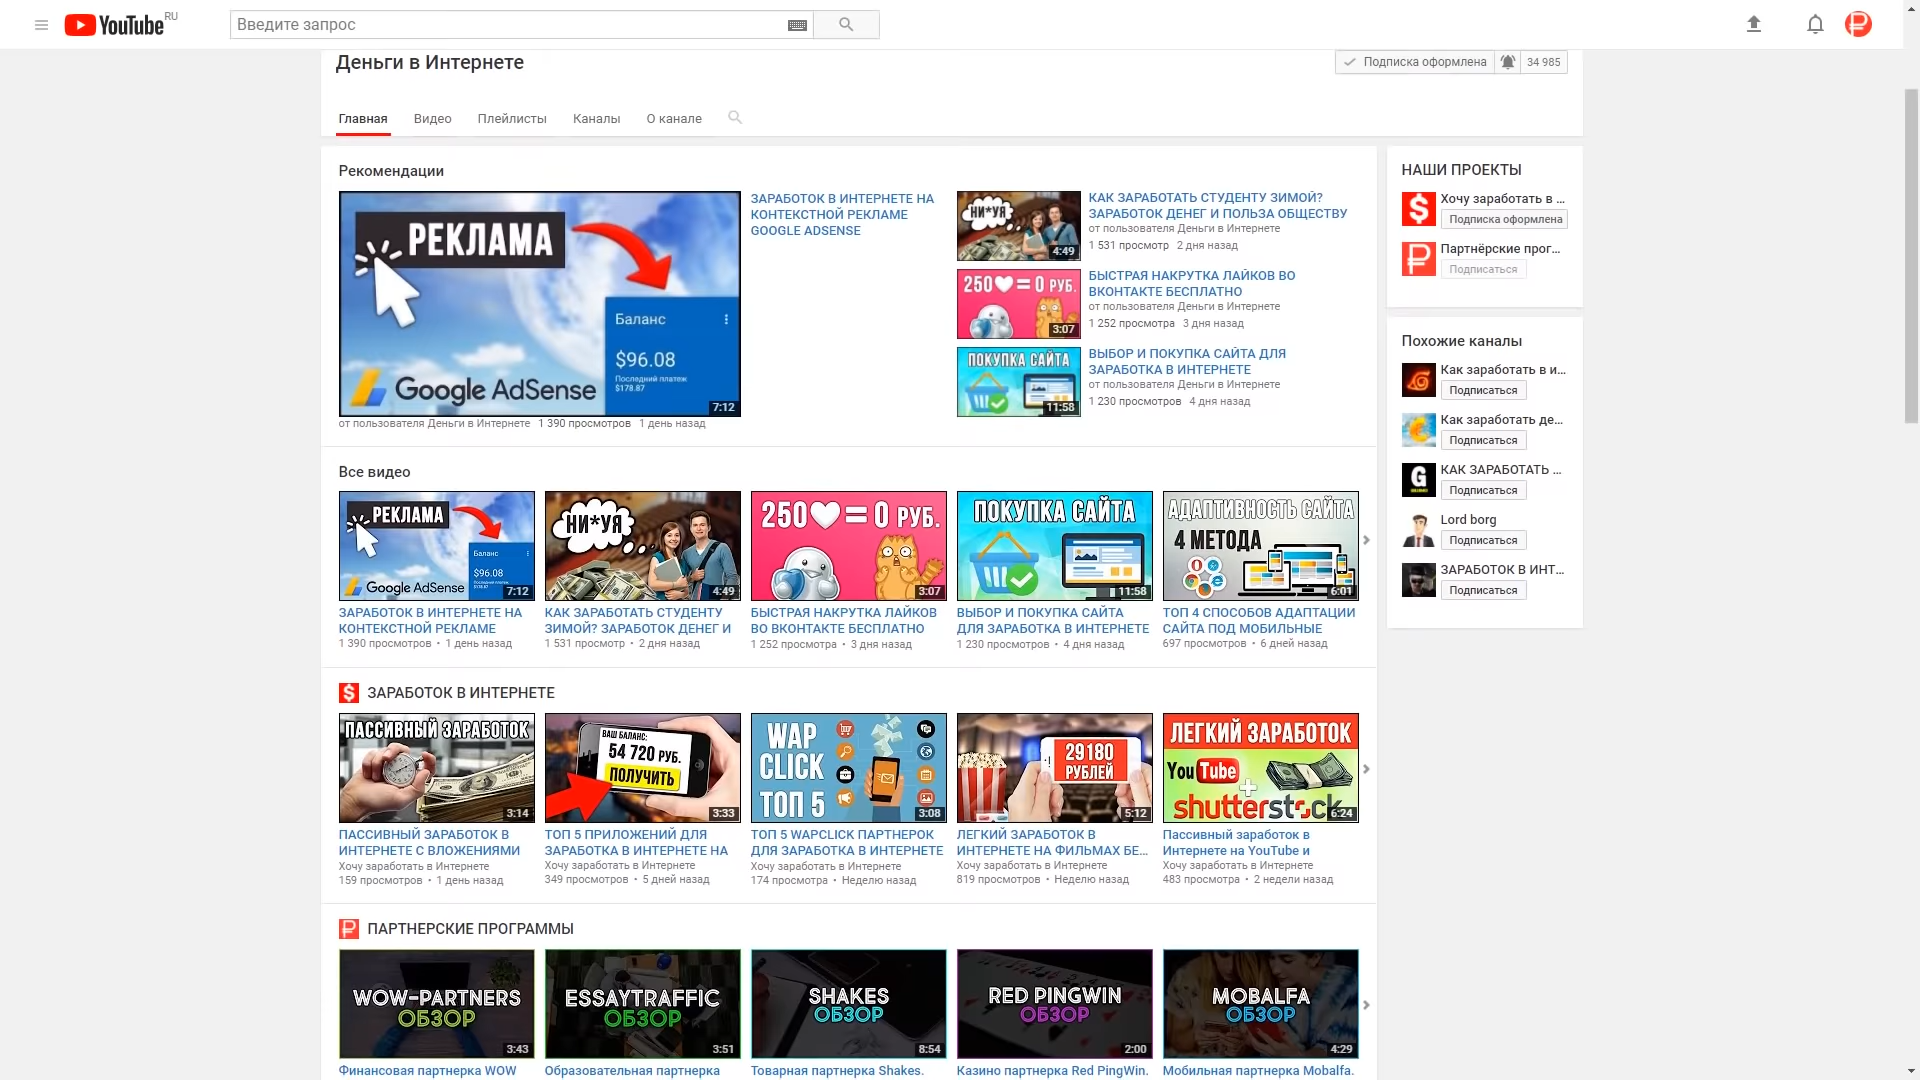 YouTube RU
Введите запрос
Деньги в Интернете
Подписка оформлена 34 985
Главная Видео Плейлисты Каналы О канале
Рекомендации
РЕКЛАМА
Баланс
$96.08
Последний платеж
$178.87
Google AdSense
7:12
от пользователя Деньги в Интернете 1 390 просмотров 1 день назад
ЗАРАБОТОК В ИНТЕРНЕТЕ НА
КОНТЕКСТНОЙ РЕКЛАМЕ
GOOGLE ADSENSE
НИ*УЯ
4:49
КАК ЗАРАБОТАТЬ СТУДЕНТУ ЗИМОЙ?
ЗАРАБОТОК ДЕНЕГ И ПОЛЬЗА ОБЩЕСТВУ
от пользователя Деньги в Интернете
1 531 просмотр 2 дня назад
250 = 0 РУБ.
3:07
БЫСТРАЯ НАКРУТКА ЛАЙКОВ ВО
ВКОНТАКТЕ БЕСПЛАТНО
от пользователя Деньги в Интернете
1 252 просмотра 3 дня назад
ПОКУПКА САЙТА
11:58
ВЫБОР И ПОКУПКА САЙТА ДЛЯ
ЗАРАБОТКА В ИНТЕРНЕТЕ
от пользователя Деньги в Интернете
1 230 просмотров 4 дня назад
Все видео
РЕКЛАМА
Баланс
$96.08
Google AdSense
7:12
ЗАРАБОТОК В ИНТЕРНЕТЕ НА
КОНТЕКСТНОЙ РЕКЛАМЕ
1 390 просмотров • 1 день назад
НИ*УЯ
4:49
КАК ЗАРАБОТАТЬ СТУДЕНТУ
ЗИМОЙ? ЗАРАБОТОК ДЕНЕГ И
1 531 просмотр • 2 дня назад
250 = 0 РУБ.
3:07
БЫСТРАЯ НАКРУТКА ЛАЙКОВ
ВО ВКОНТАКТЕ БЕСПЛАТНО
1 252 просмотра • 3 дня назад
ПОКУПКА САЙТА
11:58
ВЫБОР И ПОКУПКА САЙТА
ДЛЯ ЗАРАБОТКА В ИНТЕРНЕТЕ
1 230 просмотров • 4 дня назад
АДАПТИВНОСТЬ САЙТА
4 МЕТОДА
6:01
ТОП 4 СПОСОБОВ АДАПТАЦИИ
САЙТА ПОД МОБИЛЬНЫЕ
697 просмотров • 6 дней назад
ЗАРАБОТОК В ИНТЕРНЕТЕ
ПАССИВНЫЙ ЗАРАБОТОК
3:14
ПАССИВНЫЙ ЗАРАБОТОК В
ИНТЕРНЕТЕ С ВЛОЖЕНИЯМИ
Хочу заработать в Интернете
159 просмотров • 1 день назад
ВАШ БАЛАНС:
54 720 РУБ.
ПОЛУЧИТЬ
3:33
ТОП 5 ПРИЛОЖЕНИЙ ДЛЯ
ЗАРАБОТКА В ИНТЕРНЕТЕ НА
Хочу заработать в Интернете
349 просмотров • 5 дней назад
WAP
CLICK
ТОП 5
3:08
ТОП 5 WAPCLICK ПАРТНЕРОК
ДЛЯ ЗАРАБОТКА В ИНТЕРНЕТЕ
Хочу заработать в Интернете
174 просмотра • Неделю назад
29180
РУБЛЕЙ
5:12
ЛЕГКИЙ ЗАРАБОТОК В
ИНТЕРНЕТЕ НА ФИЛЬМАХ БЕ...
Хочу заработать в Интернете
819 просмотров • Неделю назад
ЛЕГКИЙ ЗАРАБОТОК
YouTube
+
shutterstock
6:24
Пассивный заработок в
Интернете на YouTube и
Хочу заработать в Интернете
483 просмотра • 2 недели назад
ПАРТНЕРСКИЕ ПРОГРАММЫ
WOW-PARTNERS
ОБЗОР
3:43
Финансовая партнерка WOW
ESSAYTRAFFIC
ОБЗОР
3:51
Образовательная партнерка
SHAKES
ОБЗОР
8:54
Товарная партнерка Shakes.
RED PINGWIN
ОБЗОР
2:00
Казино партнерка Red PingWin.
MOBALFA
ОБЗОР
4:29
Мобильная партнерка Mobalfa.
НАШИ ПРОЕКТЫ
Хочу заработать в ...
Подписка оформлена
Партнёрские прог...
Подписаться
Похожие каналы
Как заработать в и...
Подписаться
Как заработать де...
Подписаться
G
КАК ЗАРАБОТАТЬ ...
Подписаться
Lord borg
Подписаться
ЗАРАБОТОК В ИНТ...
Подписаться